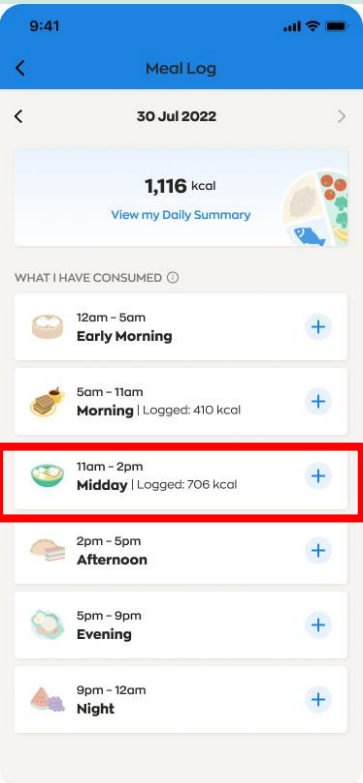 9:41
Meal Log
30 Jul 2022
1,116 kcal
View my Daily Summary
WHAT I HAVE CONSUMED
12am - 5am
Early Morning
5am - 11am
Morning | Logged: 410 kcal
11am - 2pm
Midday | Logged: 706 kcal
2pm - 5pm
Afternoon
5pm - 9pm
Evening
9pm - 12am
Night